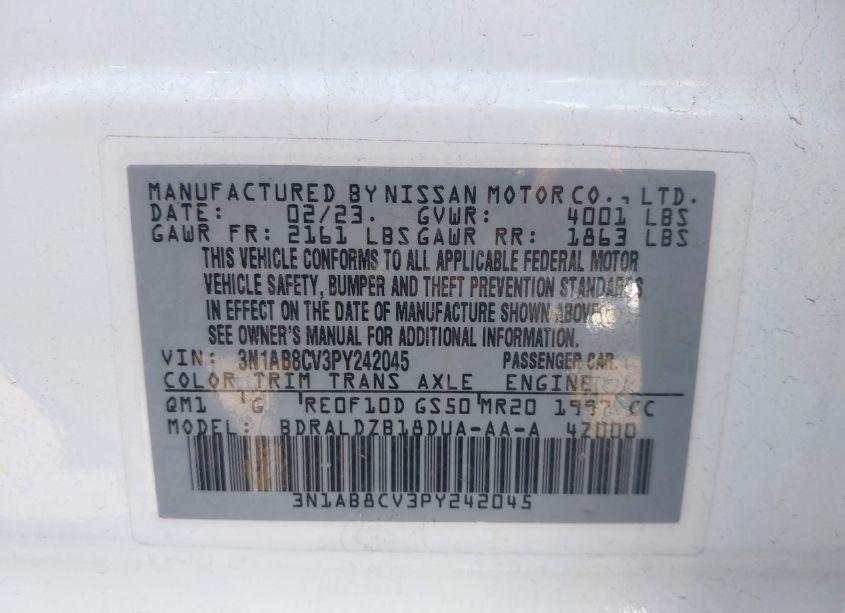 MANUFACTURED BY NISSAN MOTOR CO., LTD.
DATE: 02/23. GVWR: 4001 LBS
GAWR FR: 2161 LBS GAWR RR: 1863 LBS
THIS VEHICLE CONFORMS TO ALL APPLICABLE FEDERAL MOTOR
VEHICLE SAFETY, BUMPER AND THEFT PREVENTION STANDARDS
IN EFFECT ON THE DATE OF MANUFACTURE SHOWN ABOVE.
SEE OWNER'S MANUAL FOR ADDITIONAL INFORMATION.
VIN: 3N1AB8CV3PY242045 PASSENGER CAR.
COLOR TRIM TRANS AXLE ENGINE
QM1 G RE0F10D GS50 MR20 1997 CC
MODEL: BDRALDZB18DUA-AA-A 42000
3N1AB8CV3PY242045